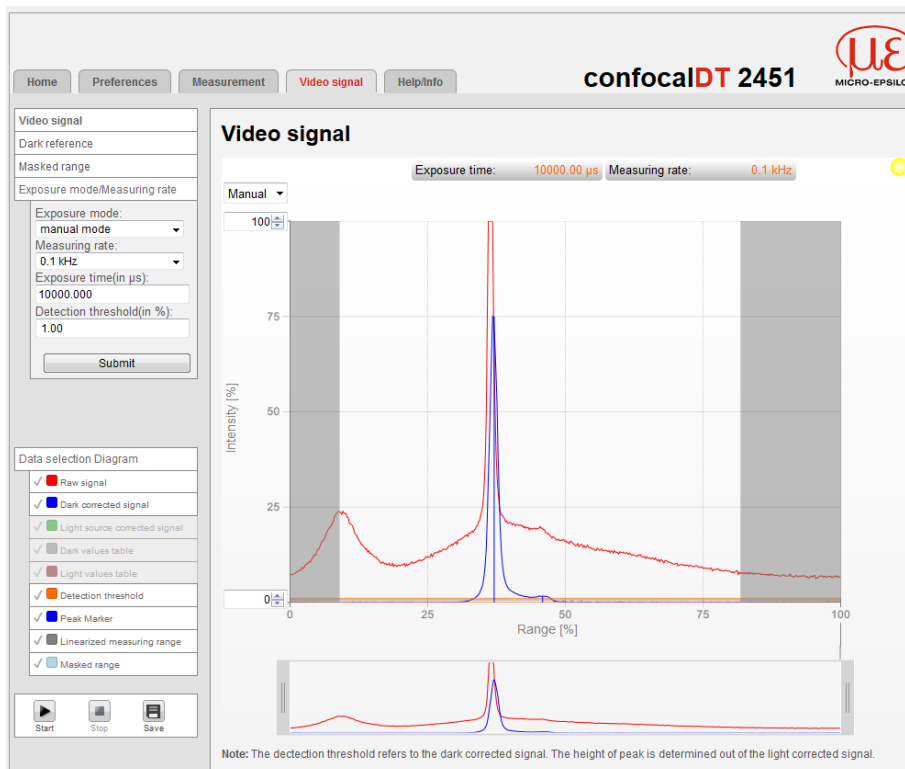 με
MICRO-EPSILO
confocalDT 2451
Home Preferences Measurement Video signal Help/Info
Video signal
Dark reference
Masked range
Exposure mode/Measuring rate
Exposure mode:
manual mode
Measuring rate:
0.1 kHz
Exposure time(in µs):
10000.000
Detection threshold(in %):
1.00
Submit
Data selection Diagram
Raw signal
Dark corrected signal
Light source corrected signal
Dark values table
Light values table
Detection threshold
Peak Marker
Linearized measuring range
Masked range
Start Stop Save
Video signal
Exposure time: 10000.00 µs Measuring rate: 0.1 kHz
Manual
100
75
50
25
0
Intensity [%]
0 25 50 75 100
Range [%]
Note: The dectection threshold refers to the dark corrected signal. The height of peak is determined out of the light corrected signal.